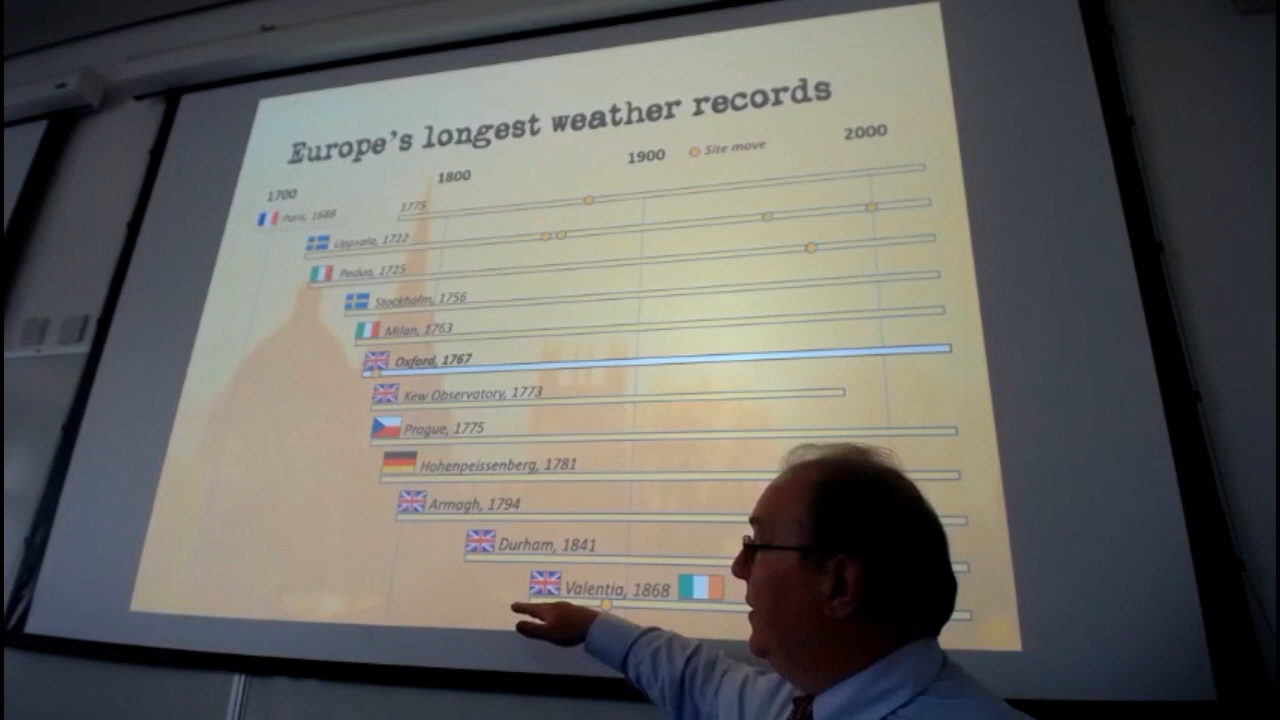 Europe's longest weather records
1700 1800 1900 Site move 2000
Paris, 1688 1775
Uppsala, 1722
Padua, 1725
Stockholm, 1756
Milan, 1763
Oxford, 1767
Kew Observatory, 1773
Prague, 1775
Hohenpeissenberg, 1781
Armagh, 1794
Durham, 1841
Valentia, 1868